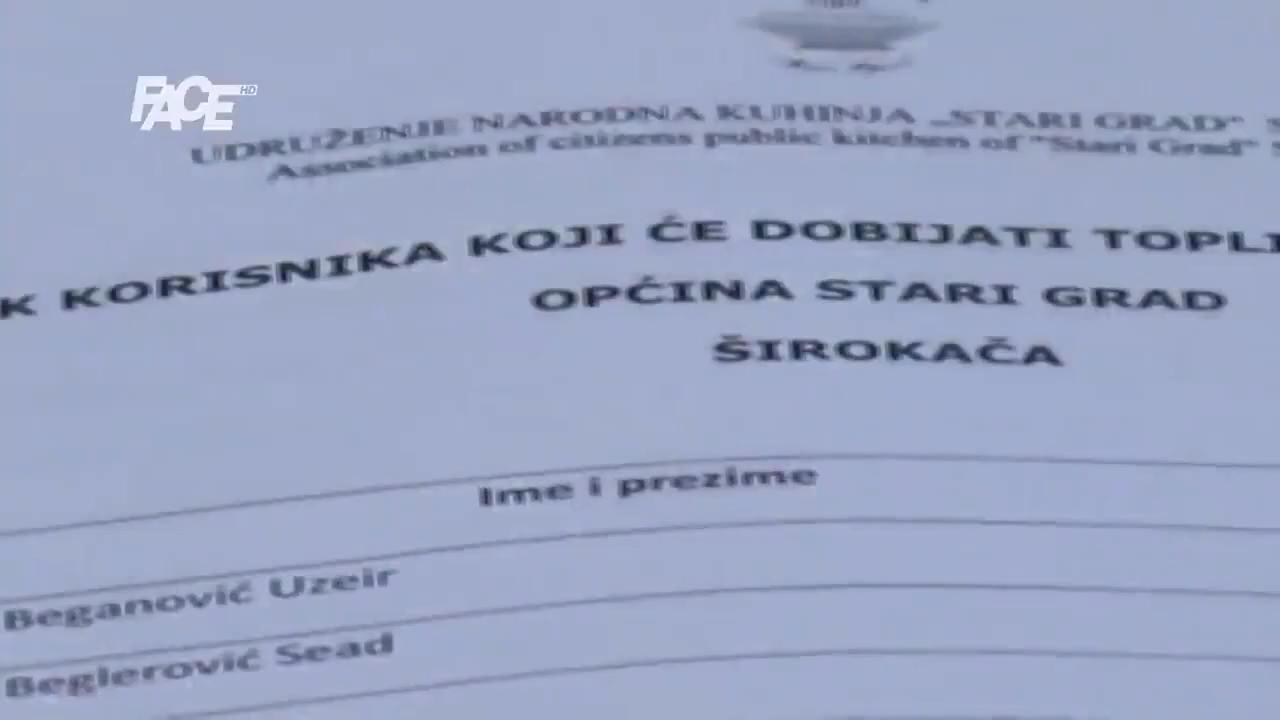 FACE HD
UDRUŽENJE NARODNA KUHINJA „STARI GRAD"
Association of citizens public kitchen of "Stari Grad"
K KORISNIKA KOJI ĆE DOBIJATI TOPLI
OPĆINA STARI GRAD
ŠIROKAČA
Ime i prezime
Beganović Uzeir
Beglerović Sead